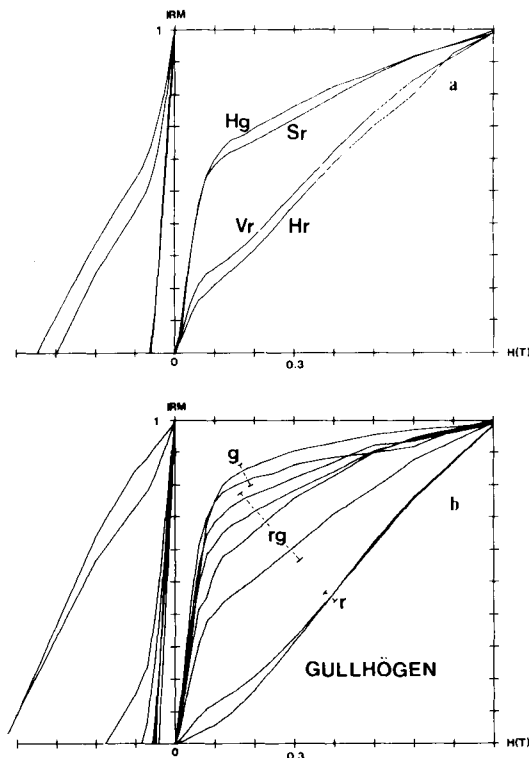 IRM
1
a
Hg
Sr
Vr
Hr
0
0.3
H(T)
IRM
1
g
b
rg
r
GULLHÖGEN
0
0.3
H(T)